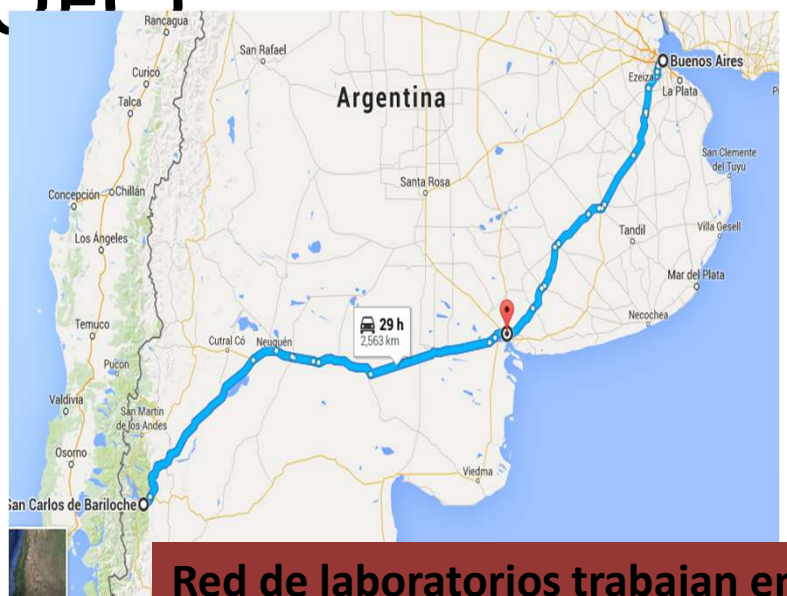 Rancagua
San Rafael
Curicó
Talca
Argentina
Buenos Aires
Ezeiza
La Plata
San Clemente
del Tuyú
Santa Rosa
Concepción
Chillán
Los Ángeles
Tandil
Villa Gesell
Mar del Plata
Necochea
Temuco
Cutral Có
Neuquén
29 h
2,563 km
Pucón
Valdivia
San Martín
de los Andes
Osorno
Viedma
San Carlos de Bariloche
Red de laboratorios trabajan en